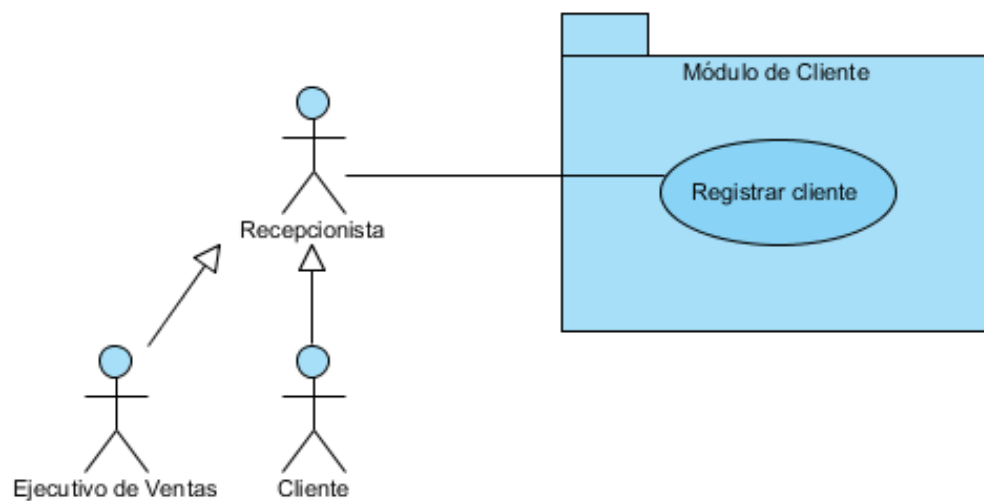 Módulo de Cliente
Registrar cliente
Recepcionista
Ejecutivo de Ventas
Cliente